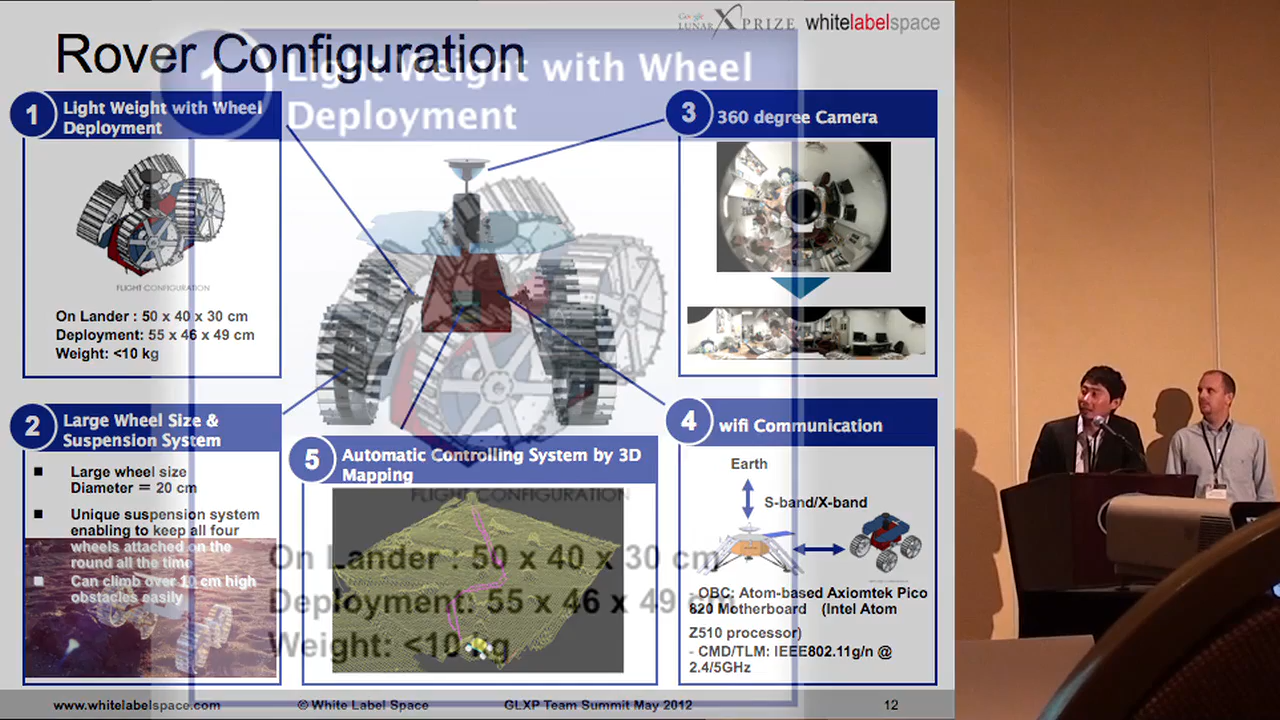 Google
LUNAR XPRIZE
whitelabelspace
Rover Configuration
1
Light Weight with Wheel
Deployment
1
Light Weight with Wheel
Deployment
FLIGHT CONFIGURATION
On Lander : 50 x 40 x 30 cm
Deployment: 55 x 46 x 49 cm
Weight: <10 kg
3
360 degree Camera
2
Large Wheel Size &
Suspension System
Large wheel size
Diameter = 20 cm
Unique suspension system
enabling to keep all four
wheels attached on the
round all the time
Can climb over 10 cm high
obstacles easily
5
Automatic Controlling System by 3D
Mapping
FLIGHT CONFIGURATION
On Lander : 50 x 40 x 30 cm
Deployment: 55 x 46 x 49 cm
Weight: <10 kg
4
wifi Communication
Earth
S-band/X-band
OBC: Atom-based Axiomtek Pico
820 Motherboard (Intel Atom
Z510 processor)
- CMD/TLM: IEEE802.11g/n @
2.4/5GHz
www.whitelabelspace.com
© White Label Space
GLXP Team Summit May 2012
12